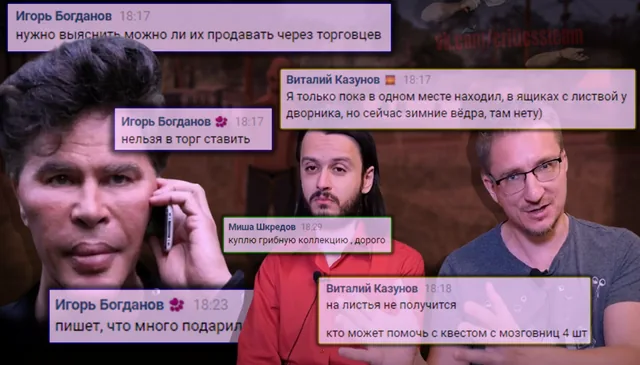 Игорь Богданов 18:17
нужно выяснить можно ли их продавать через торговцев
Виталий Казунов 18:17
Я только пока в одном месте находил, в ящиках с листвой у
дворника, но сейчас зимние вёдра, там нету)
Игорь Богданов 18:17
нельзя в торг ставить
Миша Шкредов 18:29
куплю грибную коллекцию , дорого
Виталий Казунов 18:18
на листья не получится
кто может помочь с квестом с мозговниц 4 шт
Игорь Богданов 18:23
пишет, что много подарил